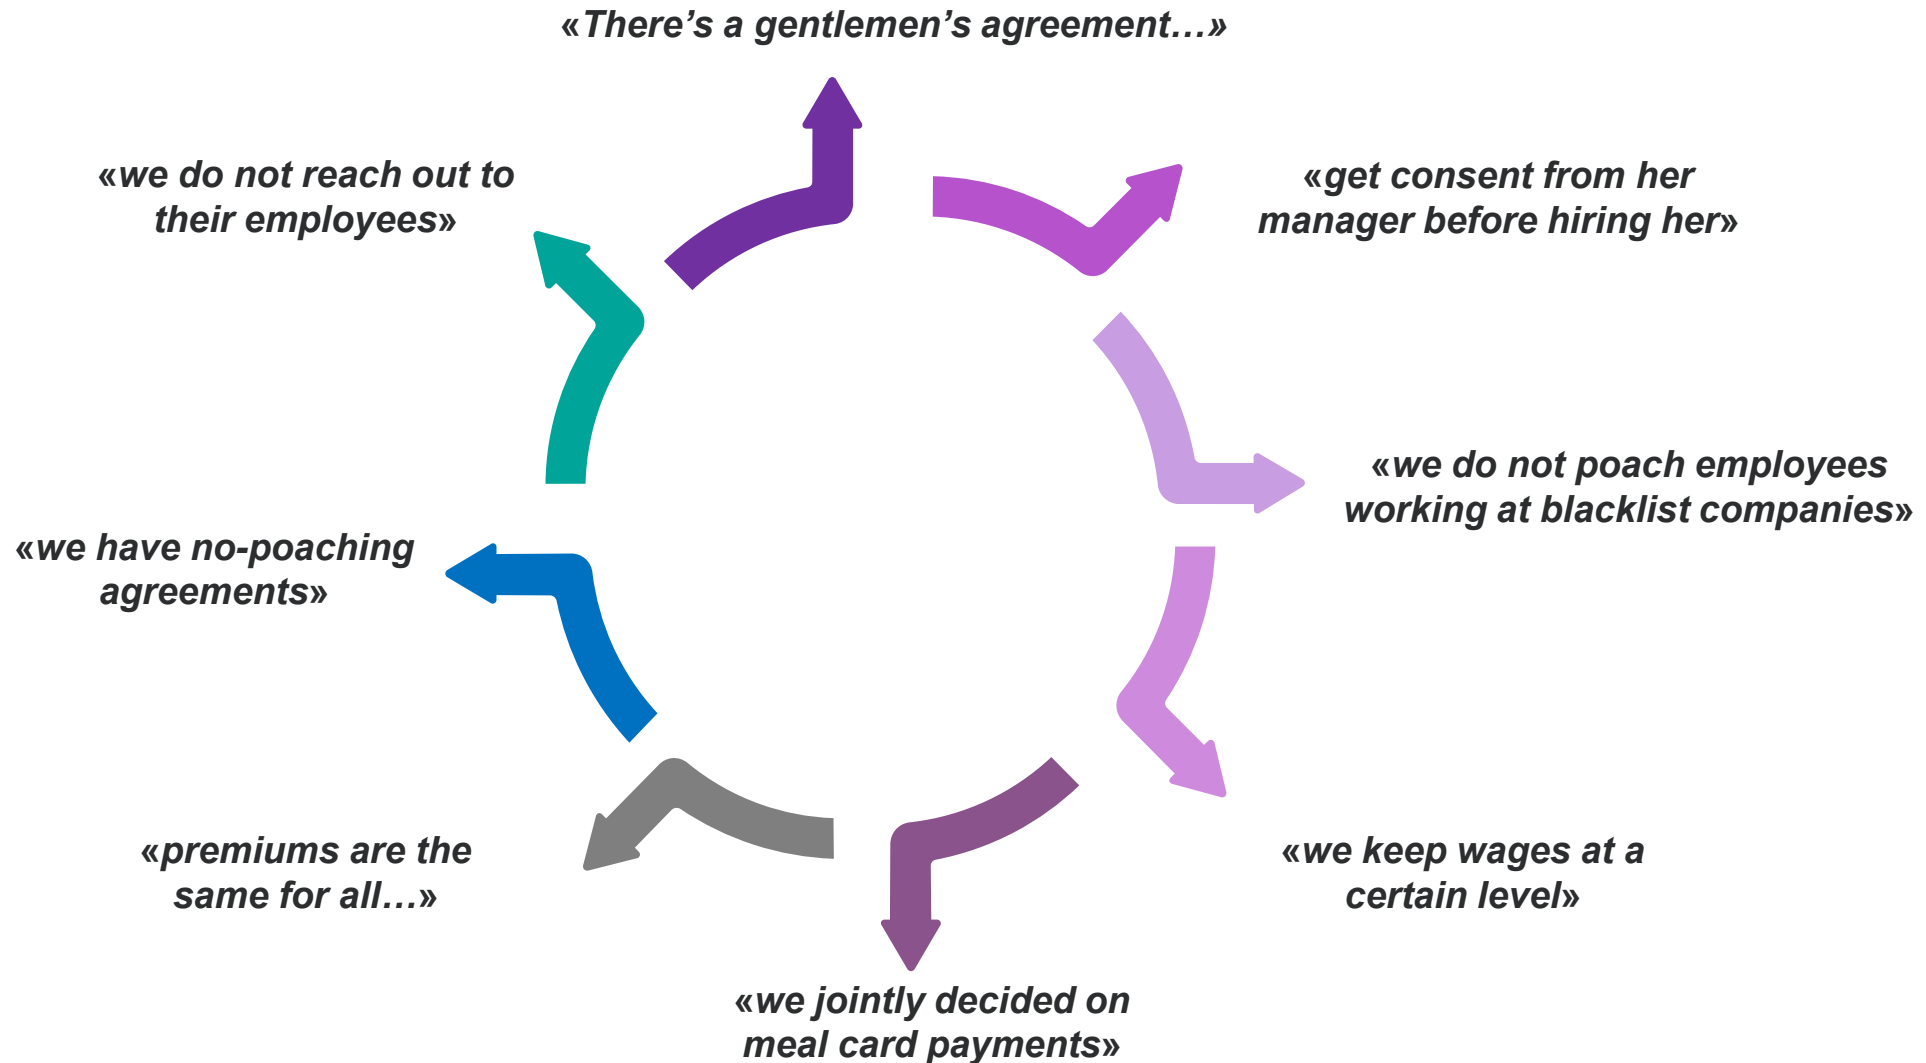 «There’s a gentlemen’s agreement…»
«get consent from her
manager before hiring her»
«we do not poach employees
working at blacklist companies»
«we keep wages at a
certain level»
«we jointly decided on
meal card payments»
«premiums are the
same for all…»
«we have no-poaching
agreements»
«we do not reach out to
their employees»